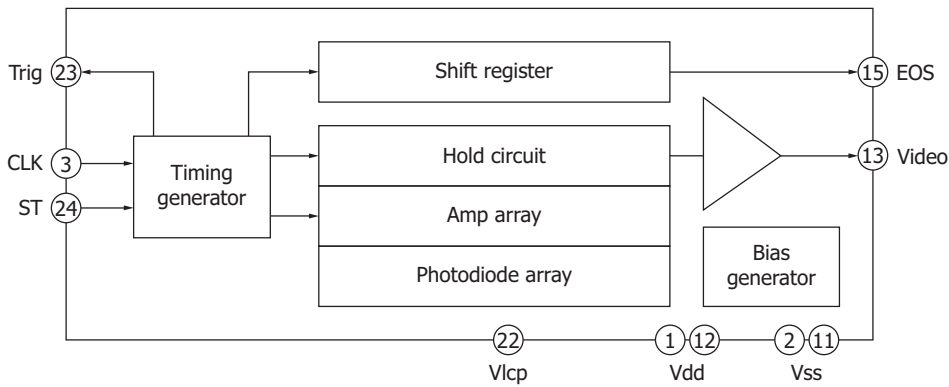 Trig
23
Shift register
15
EOS
CLK
3
Timing
generator
Hold circuit
13
Video
ST
24
Amp array
Photodiode array
Bias
generator
22
1
12
2
11
Vlcp
Vdd
Vss